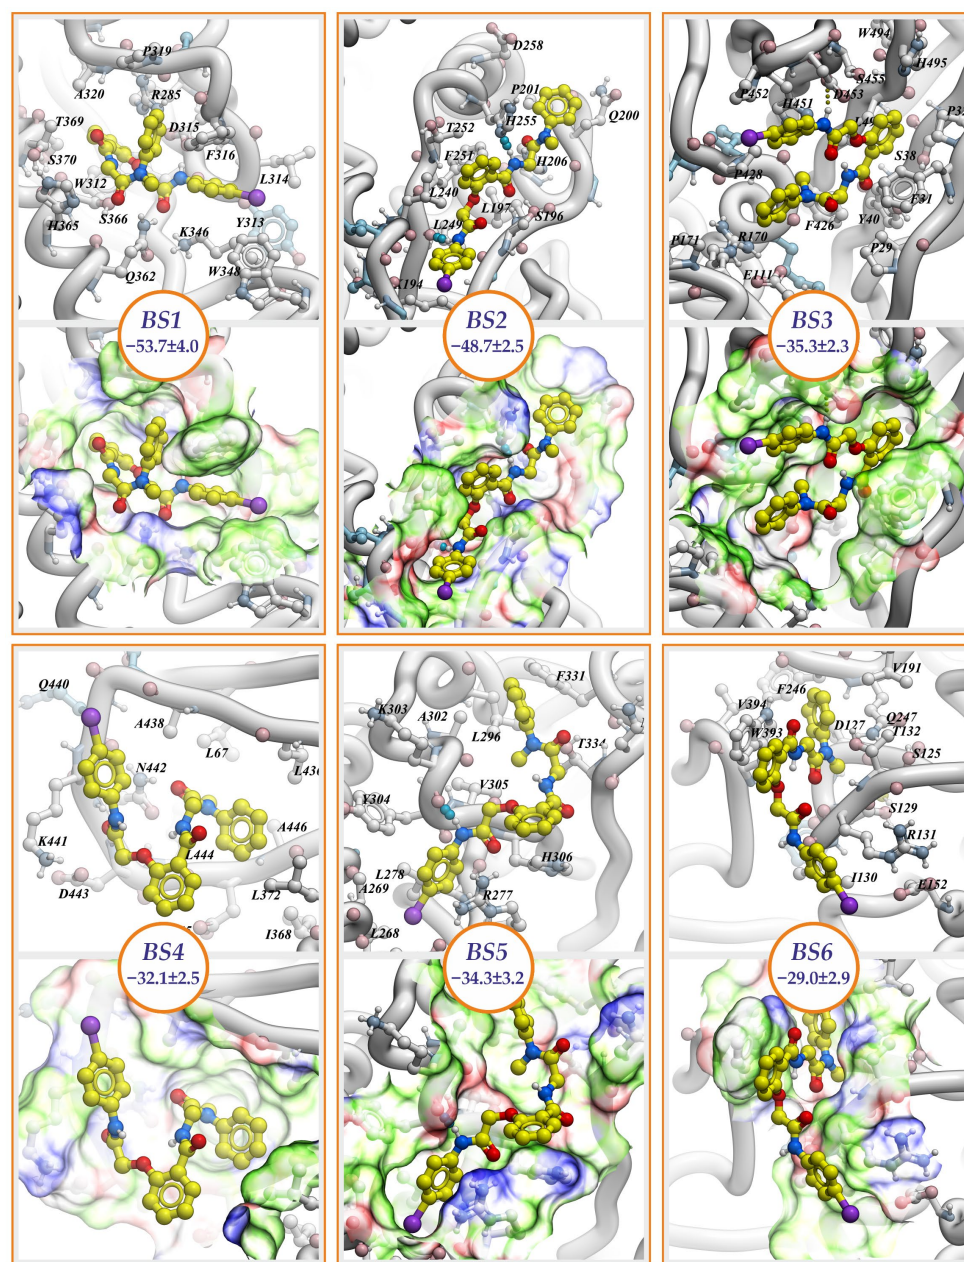 P319
A320
R285
T369
D315
F316
S370
L314
W312
S366
H365
Y313
K346
Q362
W348
BS1
−53.7±4.0
D258
P201
H255
Q200
T252
F251
H206
L240
L197
S196
L249
BS2
−48.7±2.5
W494
H495
S455
P452
D453
H451
P428
S38
F31
Y40
F426
R170
P171
P29
E111
BS3
−35.3±2.3
Q440
A438
L67
N442
A446
K441
L444
D443
L372
I368
BS4
−32.1±2.5
F331
K303
A302
L296
T334
V305
Y304
H306
L278
A269
R277
L268
BS5
−34.3±3.2
V191
F246
V394
Q247
D127
W393
T132
S125
S129
R131
I130
E152
BS6
−29.0±2.9